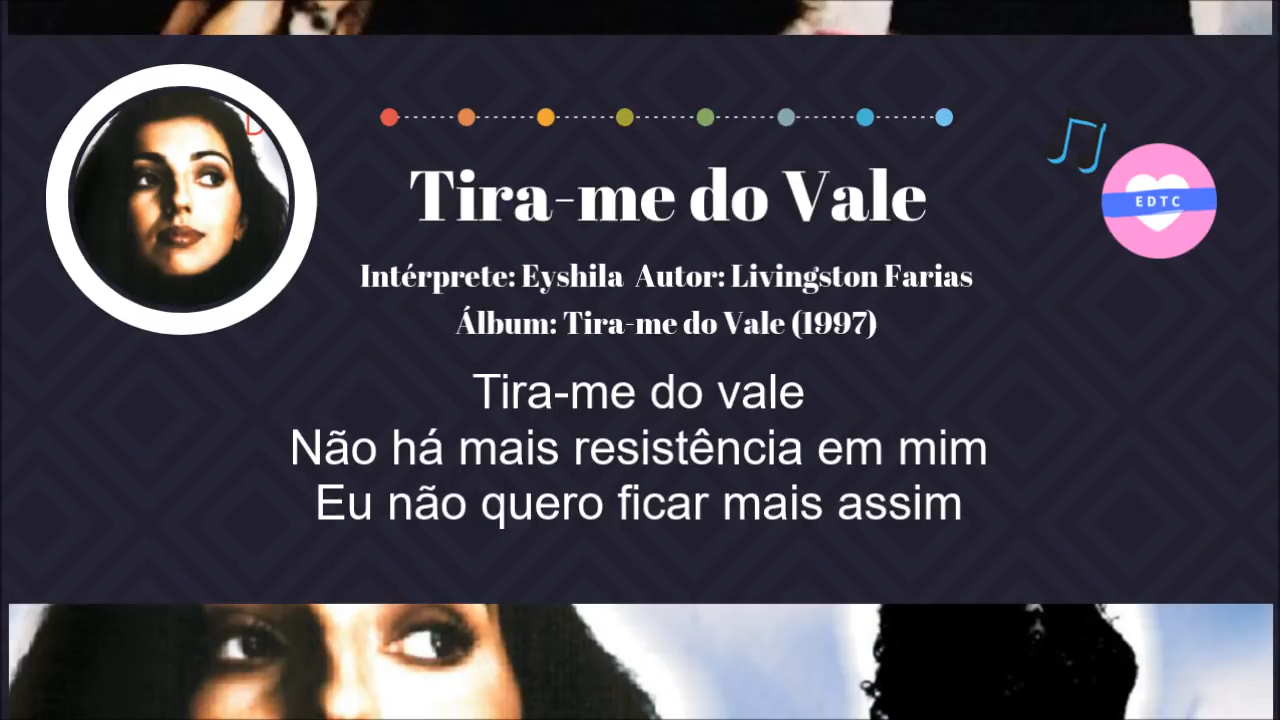 Tira-me do Vale
EDTC
Intérprete: Eyshila Autor: Livingston Farias
Álbum: Tira-me do Vale (1997)
Tira-me do vale
Não há mais resistência em mim
Eu não quero ficar mais assim